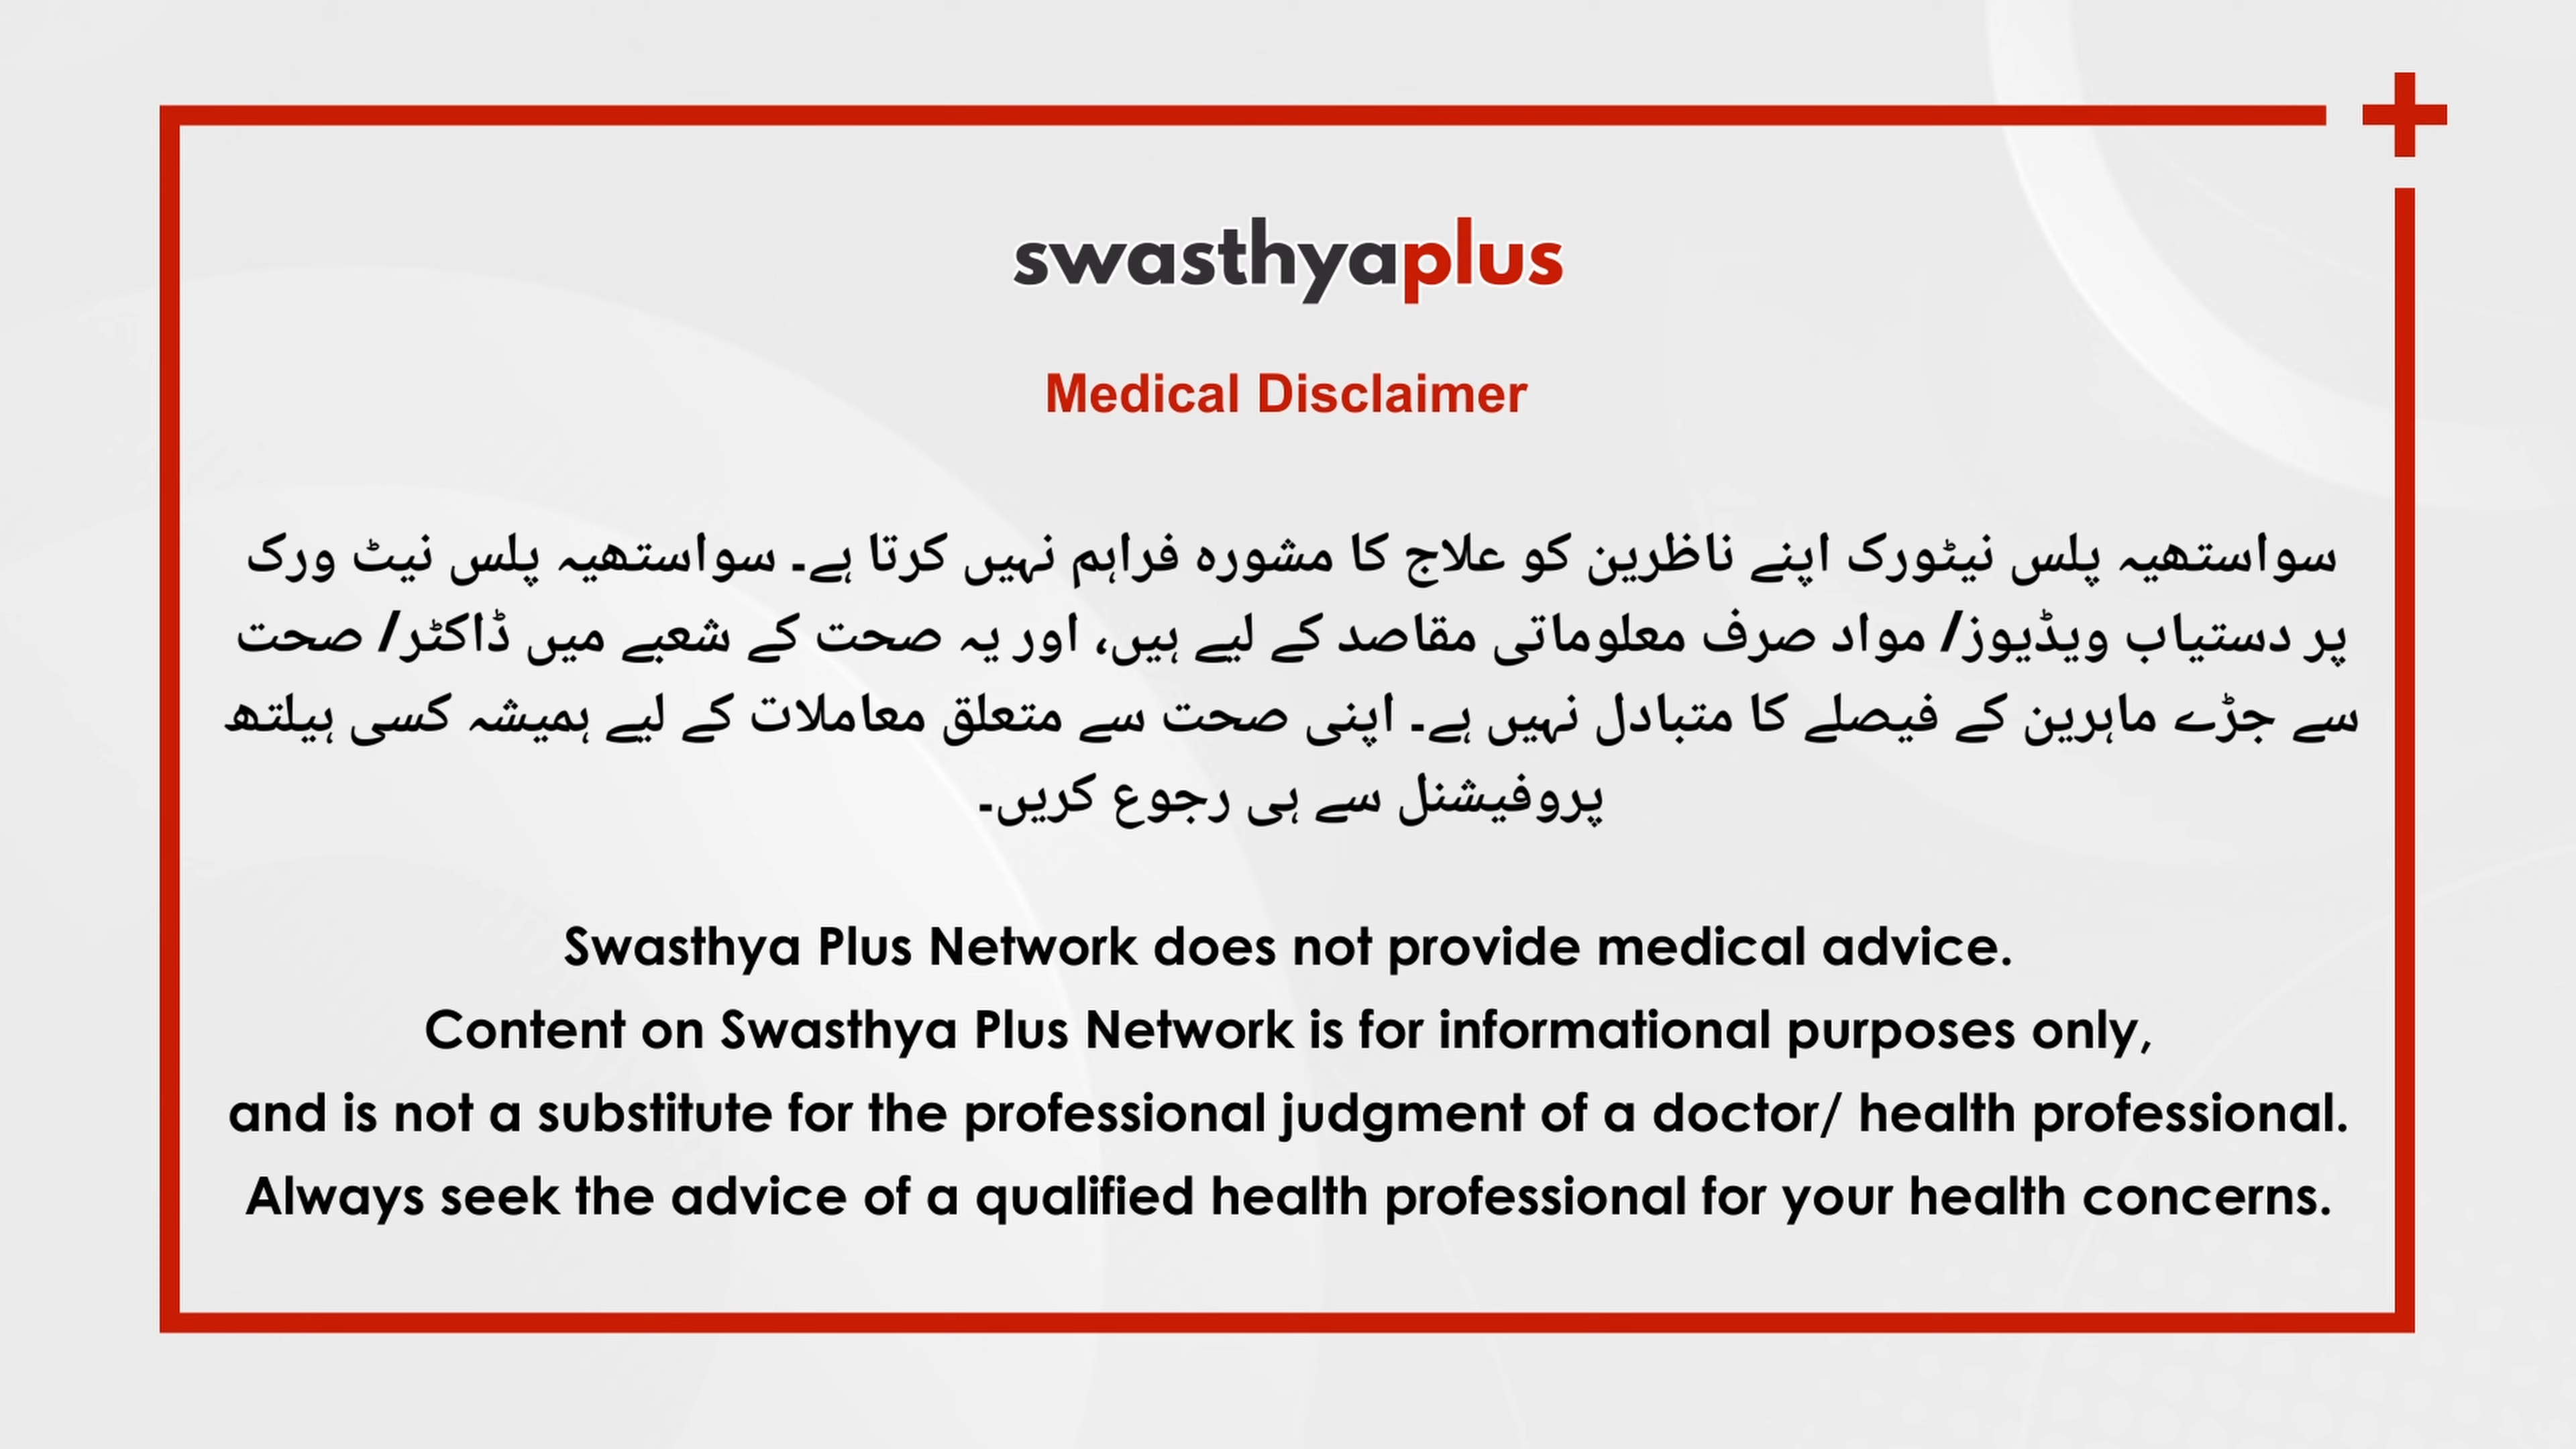 swasthyaplus
Medical Disclaimer
سواستھیہ پلس نیٹورک اپنے ناظرین کو علاج کا مشورہ فراہم نہیں کرتا ہے۔ سواستھیہ پلس نیٹ ورک
پر دستیاب ویڈیوز/ مواد صرف معلوماتی مقاصد کے لیے ہیں، اور یہ صحت کے شعبے میں ڈاکٹر/ صحت
سے جڑے ماہرین کے فیصلے کا متبادل نہیں ہے۔ اپنی صحت سے متعلق معاملات کے لیے ہمیشہ کسی ہیلتھ
پروفیشنل سے ہی رجوع کریں۔
Swasthya Plus Network does not provide medical advice.
Content on Swasthya Plus Network is for informational purposes only,
and is not a substitute for the professional judgment of a doctor/ health professional.
Always seek the advice of a qualified health professional for your health concerns.